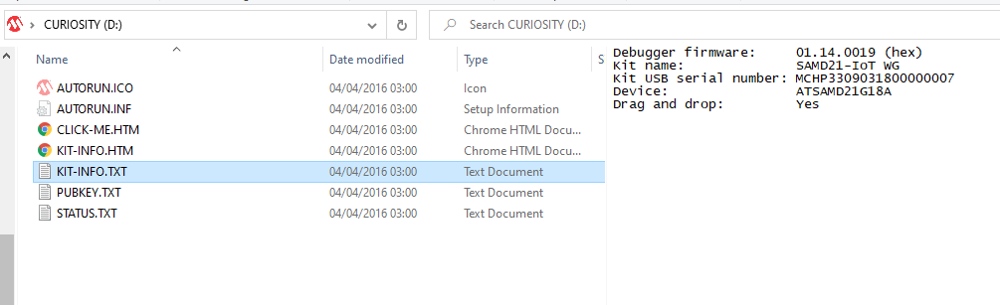 CURIOSITY (D:)
Search CURIOSITY (D:)
Name Date modified Type S
AUTORUN.ICO 04/04/2016 03:00 Icon
AUTORUN.INF 04/04/2016 03:00 Setup Information
CLICK-ME.HTM 04/04/2016 03:00 Chrome HTML Docu...
KIT-INFO.HTM 04/04/2016 03:00 Chrome HTML Docu...
KIT-INFO.TXT 04/04/2016 03:00 Text Document
PUBKEY.TXT 04/04/2016 03:00 Text Document
STATUS.TXT 04/04/2016 03:00 Text Document
Debugger firmware: 01.14.0019 (hex)
Kit name: SAMD21-IoT WG
Kit USB serial number: MCHP3309031800000007
Device: ATSAMD21G18A
Drag and drop: Yes